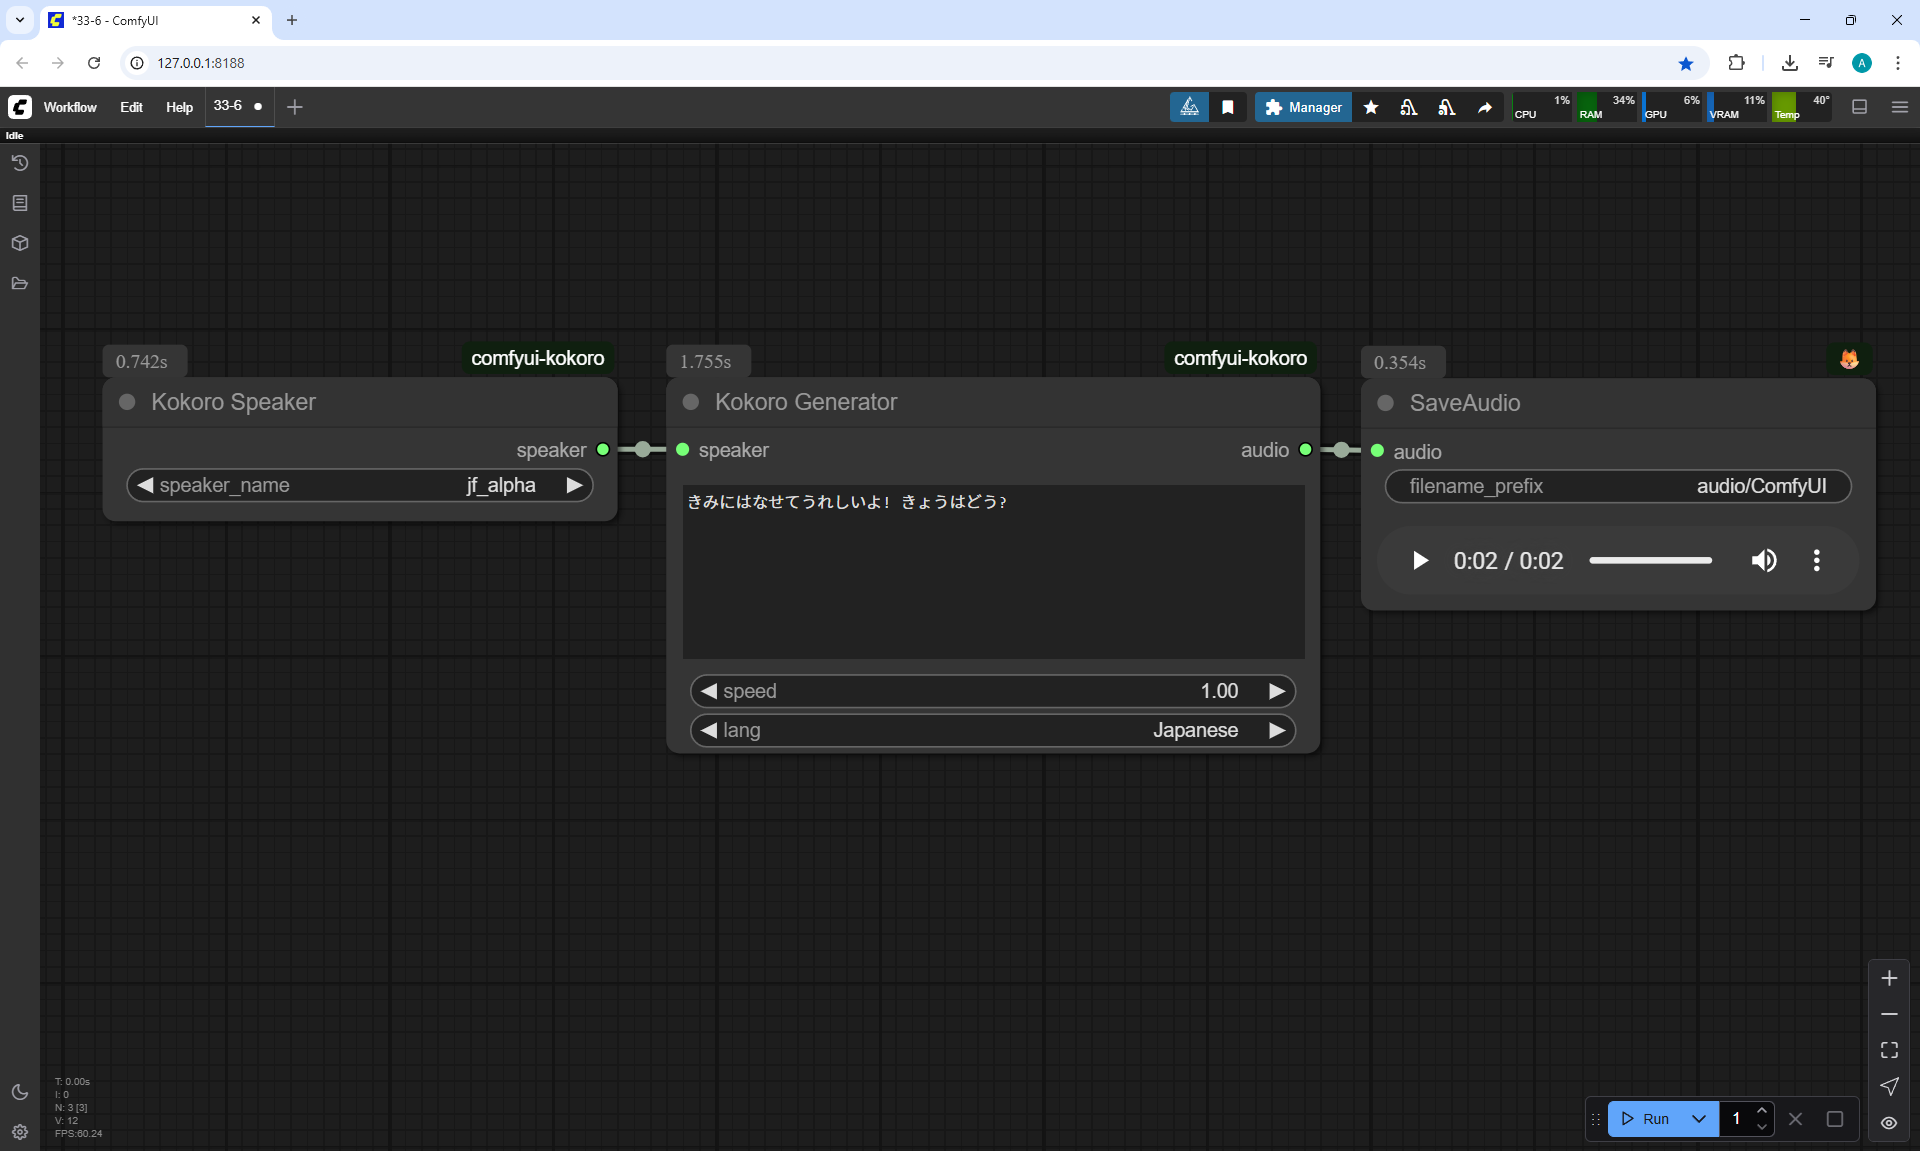 *33-6 - ComfyUI
127.0.0.1:8188
A
Workflow Edit Help 33-6
Manager
CPU 1% RAM 34% GPU 6% VRAM 11% Temp 40°
Idle
0.742s comfyui-kokoro
Kokoro Speaker
speaker
speaker_name jf_alpha
1.755s comfyui-kokoro
Kokoro Generator
speaker audio
きみにはなせてうれしいよ! きょうはどう?
speed 1.00
lang Japanese
0.354s
SaveAudio
audio
filename_prefix audio/ComfyUI
0:02 / 0:02
T: 0.00s
I: 0
N: 3 [3]
V: 12
FPS:60.24
Run 1